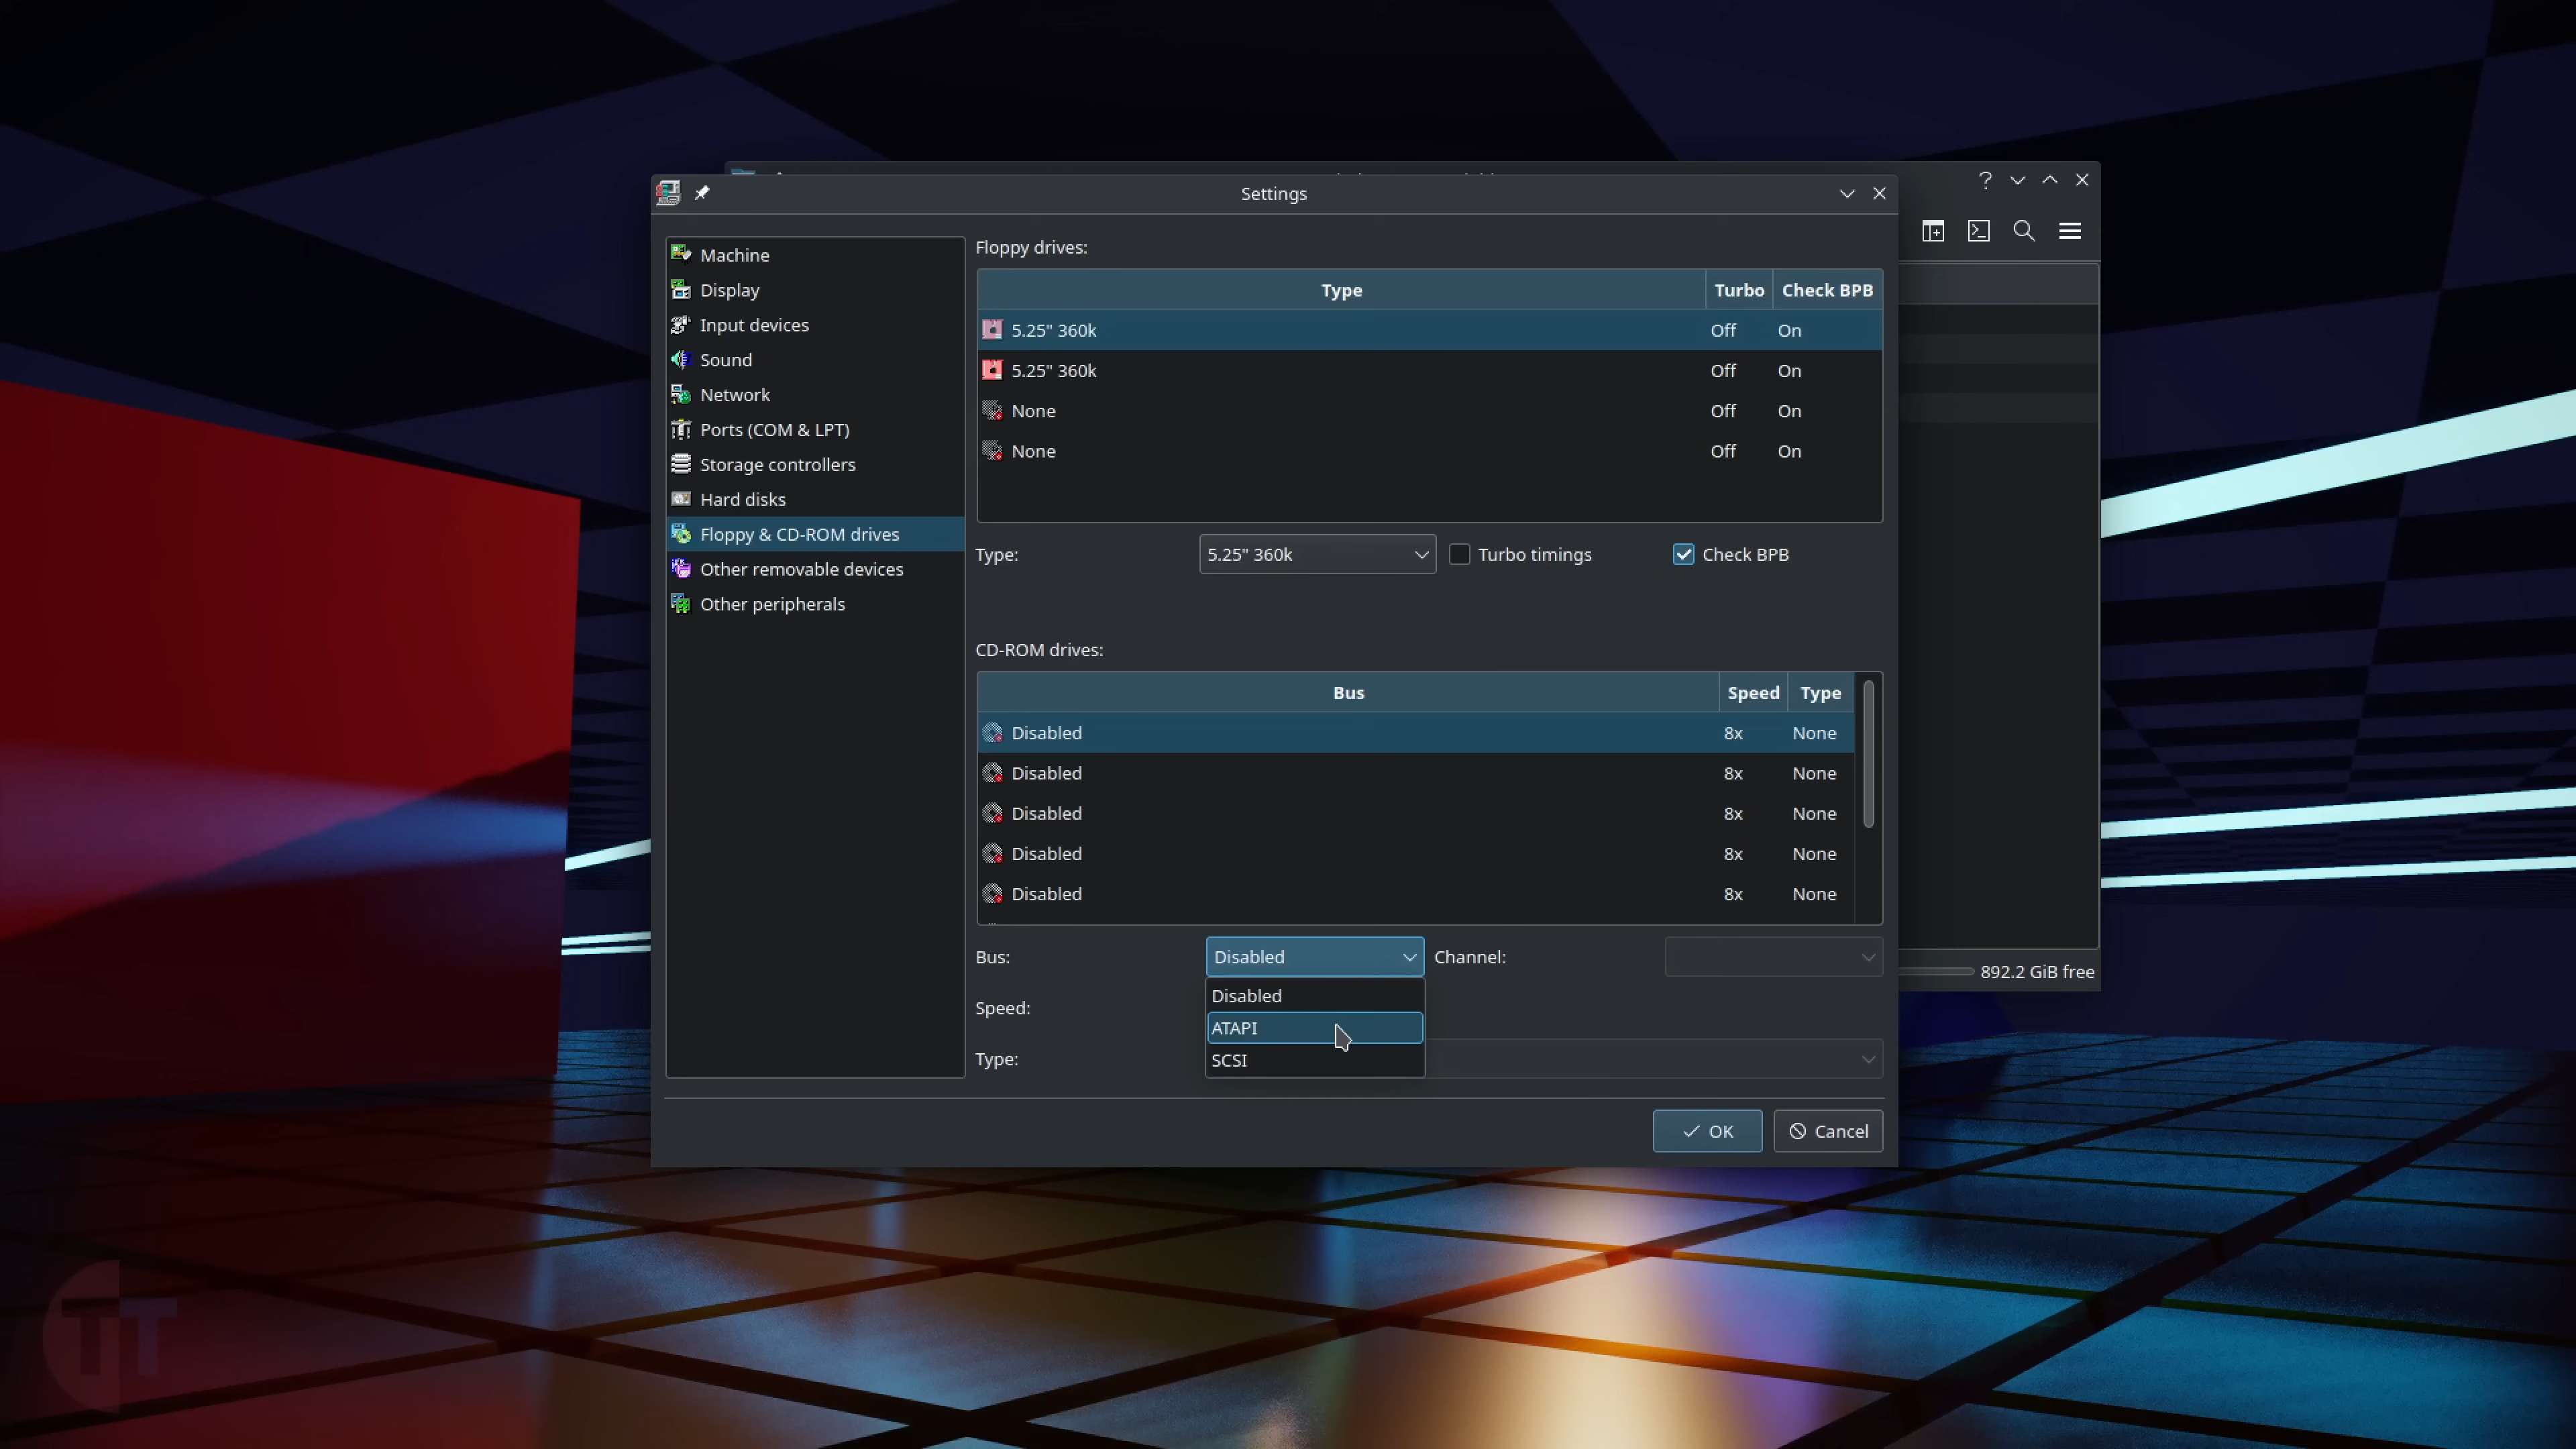 Settings
Machine
Display
Input devices
Sound
Network
Ports (COM & LPT)
Storage controllers
Hard disks
Floppy & CD-ROM drives
Other removable devices
Other peripherals
Floppy drives:
Type Turbo Check BPB
5.25" 360k Off On
5.25" 360k Off On
None Off On
None Off On
Type: 5.25" 360k Turbo timings Check BPB
CD-ROM drives:
Bus Speed Type
Disabled 8x None
Disabled 8x None
Disabled 8x None
Disabled 8x None
Disabled 8x None
Bus: Disabled Channel:
Disabled
Speed:
ATAPI
Type:
SCSI
OK Cancel
892.2 GiB free
TT